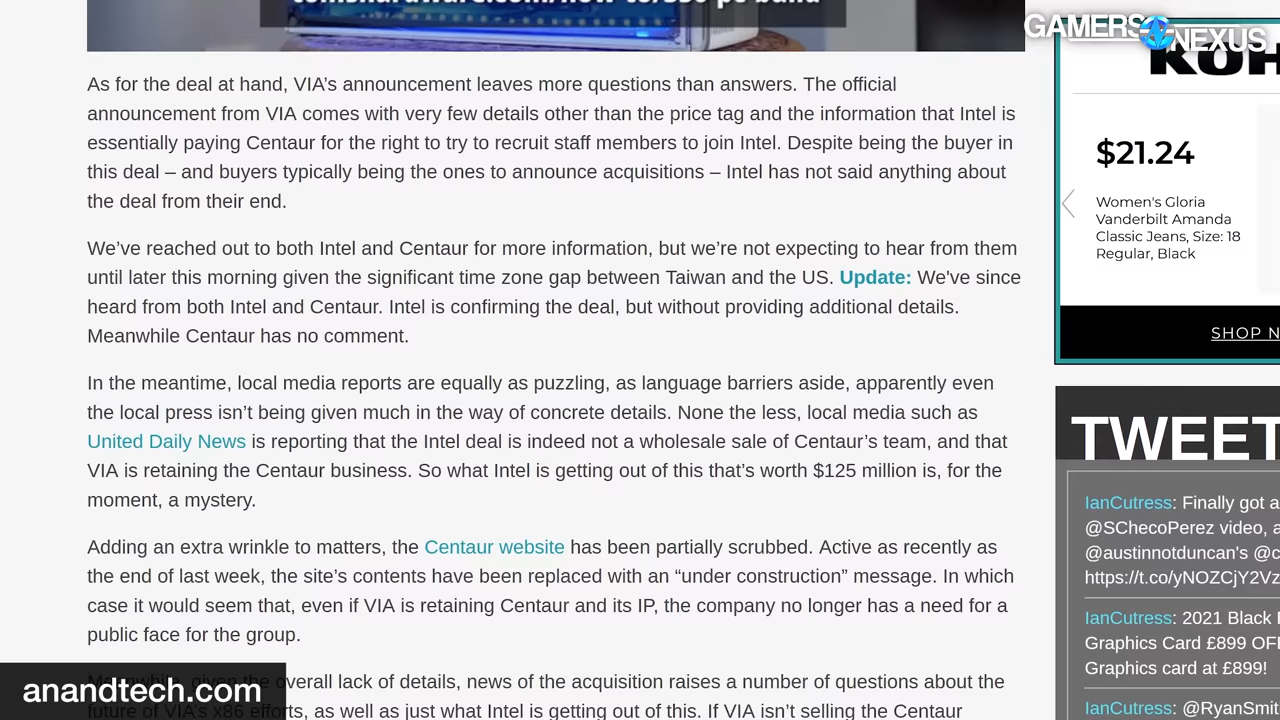 GAMERS NEXUS
As for the deal at hand, VIA’s announcement leaves more questions than answers. The official
announcement from VIA comes with very few details other than the price tag and the information that Intel is
essentially paying Centaur for the right to try to recruit staff members to join Intel. Despite being the buyer in
this deal – and buyers typically being the ones to announce acquisitions – Intel has not said anything about
the deal from their end.
We’ve reached out to both Intel and Centaur for more information, but we’re not expecting to hear from them
until later this morning given the significant time zone gap between Taiwan and the US. Update: We've since
heard from both Intel and Centaur. Intel is confirming the deal, but without providing additional details.
Meanwhile Centaur has no comment.
In the meantime, local media reports are equally as puzzling, as language barriers aside, apparently even
the local press isn’t being given much in the way of concrete details. None the less, local media such as
United Daily News is reporting that the Intel deal is indeed not a wholesale sale of Centaur’s team, and that
VIA is retaining the Centaur business. So what Intel is getting out of this that’s worth $125 million is, for the
moment, a mystery.
Adding an extra wrinkle to matters, the Centaur website has been partially scrubbed. Active as recently as
the end of last week, the site’s contents have been replaced with an “under construction” message. In which
case it would seem that, even if VIA is retaining Centaur and its IP, the company no longer has a need for a
public face for the group.
Meanwhile, given the overall lack of details, news of the acquisition raises a number of questions about the
future of VIA’s x86 efforts, as well as just what Intel is getting out of this. If VIA isn’t selling the Centaur
anandtech.com
KOH
$21.24
Women's Gloria
Vanderbilt Amanda
Classic Jeans, Size: 18
Regular, Black
SHOP N
TWEET
IanCutress: Finally got a
@SChecoPerez video, a
@austinnotduncan's @c
https://t.co/yNOZCjY2Vz
IanCutress: 2021 Black
Graphics Card £899 OFF
Graphics card at £899!
IanCutress: @RyanSmit